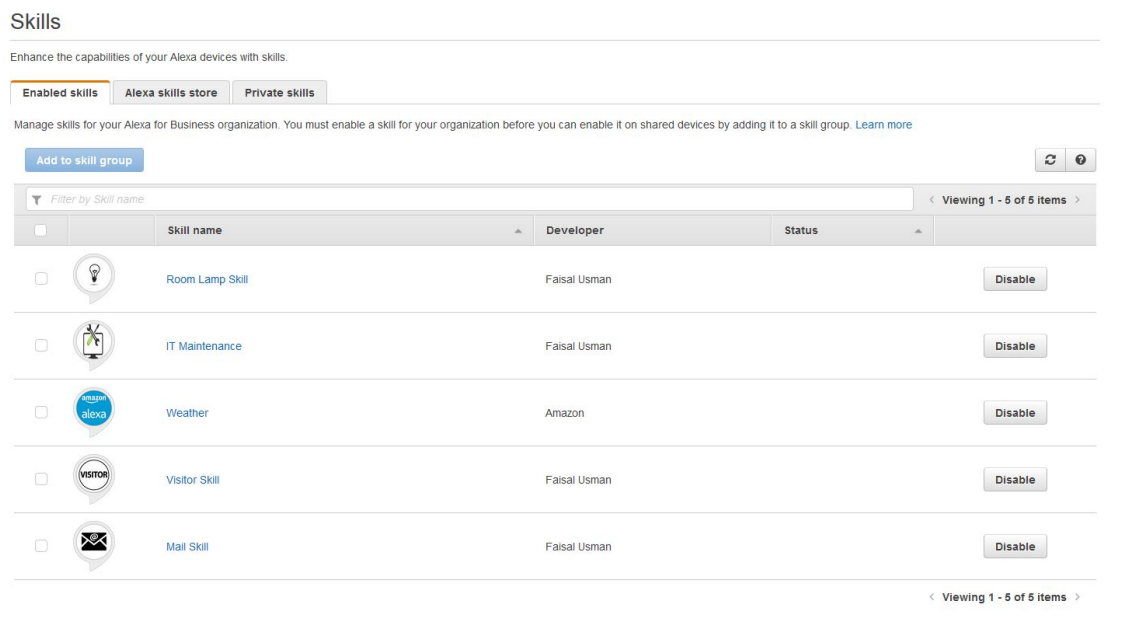 Skills
Enhance the capabilities of your Alexa devices with skills.
Enabled skills Alexa skills store Private skills
Manage skills for your Alexa for Business organization. You must enable a skill for your organization before you can enable it on shared devices by adding it to a skill group. Learn more
Add to skill group
Filter by Skill name
< Viewing 1 - 5 of 5 items >
Skill name Developer Status
Room Lamp Skill Faisal Usman Disable
IT Maintenance Faisal Usman Disable
amazon
alexa
Weather Amazon Disable
VISITOR
Visitor Skill Faisal Usman Disable
Mail Skill Faisal Usman Disable
< Viewing 1 - 5 of 5 items >